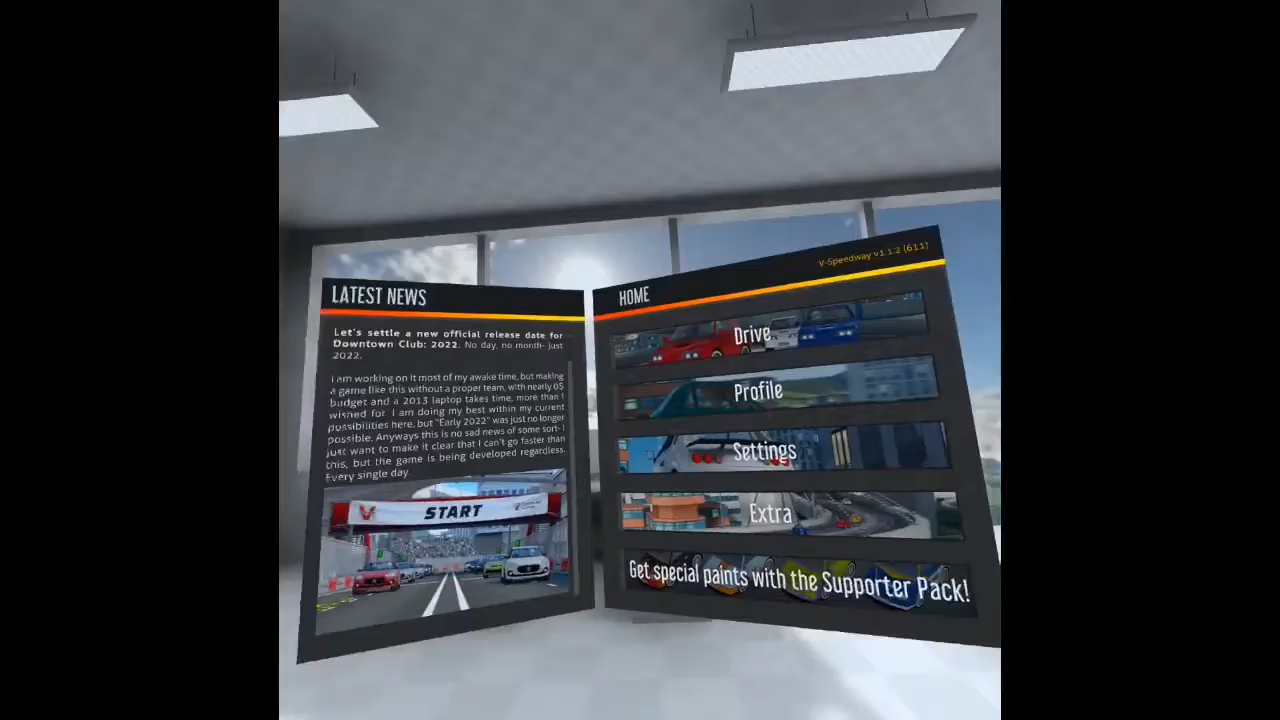 LATEST NEWS
Let's settle a new official release date for
Downtown Club: 2022. No day, no month- just
2022.
I am working on it most of my awake time, but making
a game like this without a proper team, with nearly 0$
budget and a 2013 laptop takes time, more than I
wished for. I am doing my best within my current
possibilities here, but "Early 2022" was just no longer
possible. Anyways this is no sad news of some sort- I
just want to make it clear that I can't go faster than
this, but the game is being developed regardless.
Every single day.
START
V-Speedway v1.1.2 (611)
HOME
Drive
Profile
Settings
Extra
Get special paints with the Supporter Pack!